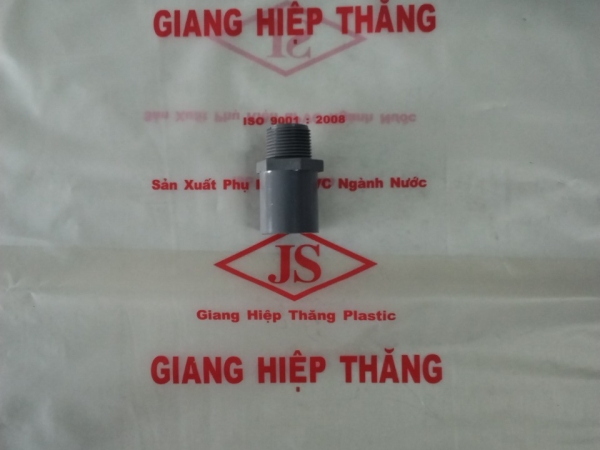 GIANG HIỆP THĂNG
JS
ISO 9001 : 2008
Sản Xuất Phụ Ngành Nước
JS
Giang Hiệp Thăng Plastic
GIANG HIỆP THĂNG